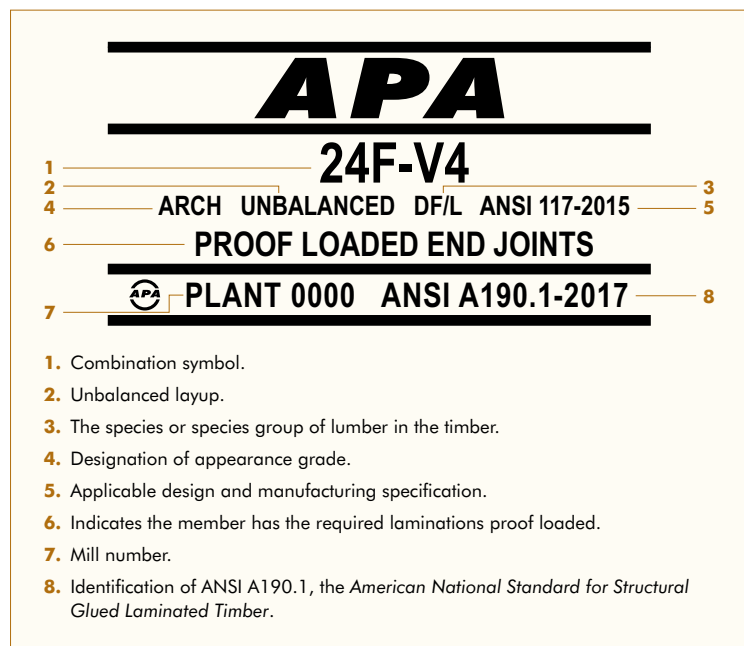 APA
1 24F-V4
2 3
4 ARCH UNBALANCED DF/L ANSI 117-2015 5
6 PROOF LOADED END JOINTS
APA PLANT 0000 ANSI A190.1-2017 8
7
1. Combination symbol.
2. Unbalanced layup.
3. The species or species group of lumber in the timber.
4. Designation of appearance grade.
5. Applicable design and manufacturing specification.
6. Indicates the member has the required laminations proof loaded.
7. Mill number.
8. Identification of ANSI A190.1, the American National Standard for Structural
Glued Laminated Timber.